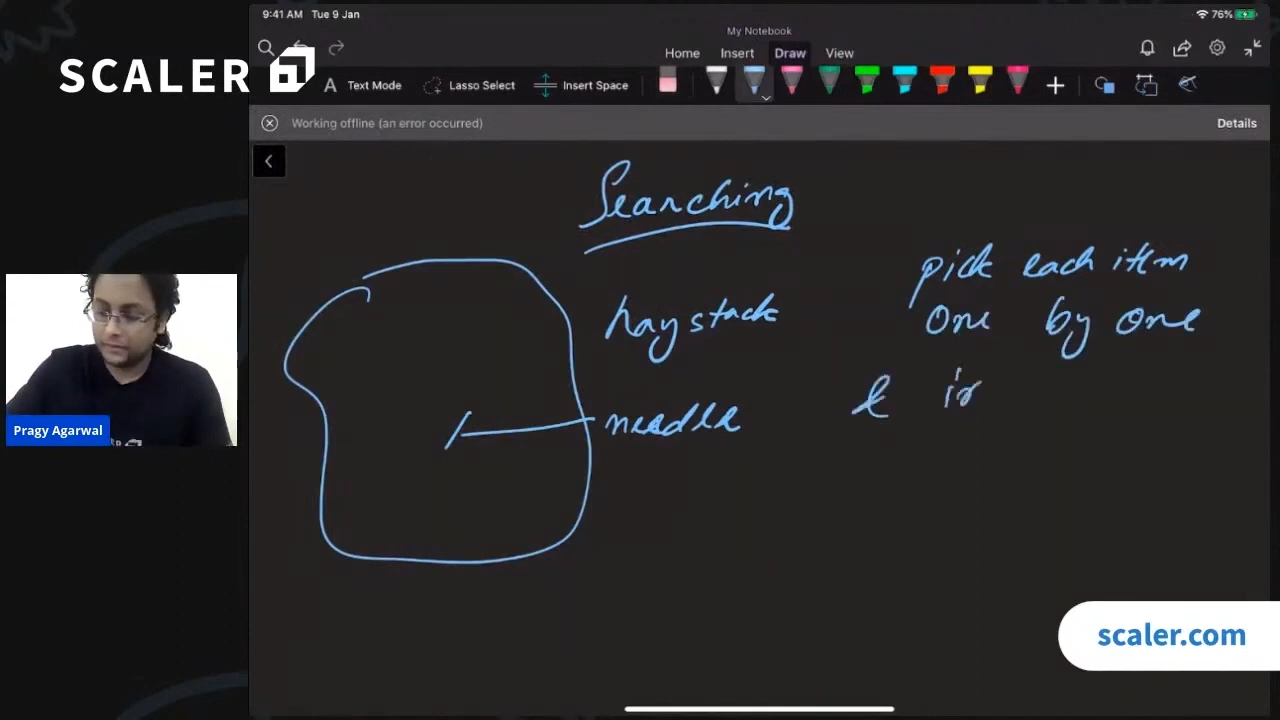 9:41 AM Tue 9 Jan
76%
My Notebook
Home Insert Draw View
SCALER
Text Mode Lasso Select Insert Space
Working offline (an error occurred) Details
Searching
pick each item
haystack
one by one
& is
needle
Pragy Agarwal
scaler.com